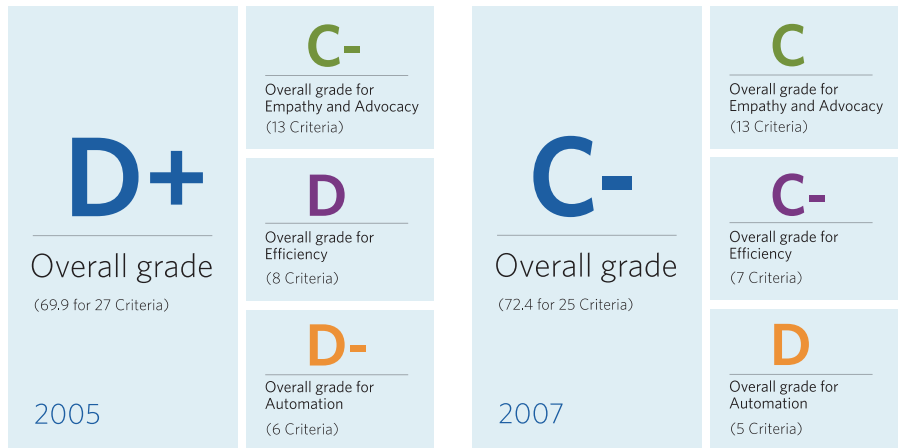 D+
Overall grade
(69.9 for 27 Criteria)
2005
C-
Overall grade for
Empathy and Advocacy
(13 Criteria)
D
Overall grade for
Efficiency
(8 Criteria)
D-
Overall grade for
Automation
(6 Criteria)
C-
Overall grade
(72.4 for 25 Criteria)
2007
C
Overall grade for
Empathy and Advocacy
(13 Criteria)
C-
Overall grade for
Efficiency
(7 Criteria)
D
Overall grade for
Automation
(5 Criteria)